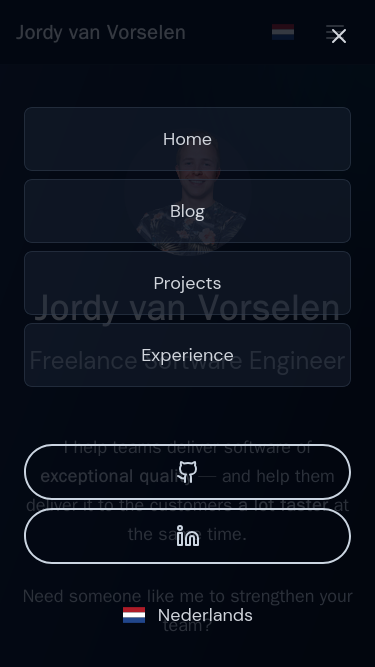 Jordy van Vorselen
Home
Blog
Projects
Jordy van Vorselen
Experience
Freelance Software Engineer
I help teams deliver software of
exceptional quality — and help them
deliver it to the customers a lot faster at
the same time.
Need someone like me to strengthen your
Nederlands
team?